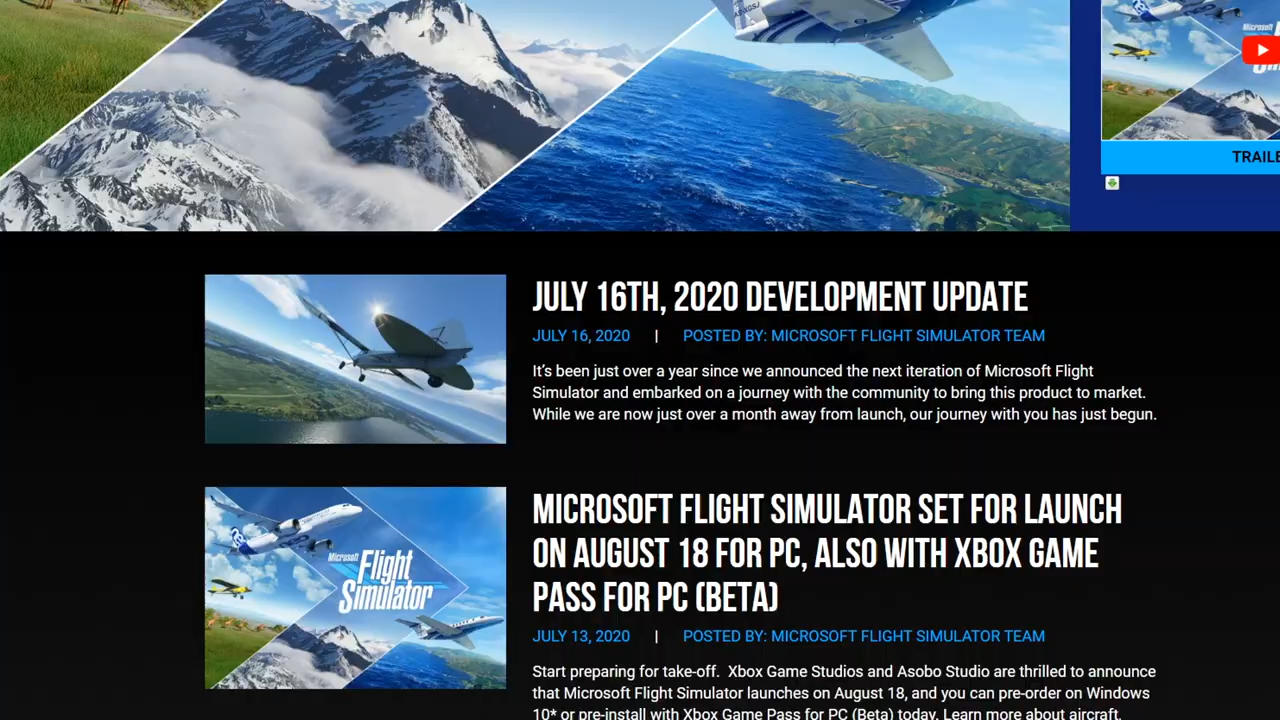 TRAILE
JULY 16TH, 2020 DEVELOPMENT UPDATE
JULY 16, 2020 | POSTED BY: MICROSOFT FLIGHT SIMULATOR TEAM
It’s been just over a year since we announced the next iteration of Microsoft Flight
Simulator and embarked on a journey with the community to bring this product to market.
While we are now just over a month away from launch, our journey with you has just begun.
Microsoft
Flight
Simulator
MICROSOFT FLIGHT SIMULATOR SET FOR LAUNCH
ON AUGUST 18 FOR PC, ALSO WITH XBOX GAME
PASS FOR PC (BETA)
JULY 13, 2020 | POSTED BY: MICROSOFT FLIGHT SIMULATOR TEAM
Start preparing for take-off.  Xbox Game Studios and Asobo Studio are thrilled to announce
that Microsoft Flight Simulator launches on August 18, and you can pre-order on Windows
10* or pre-install with Xbox Game Pass for PC (Beta) today. Learn more about aircraft,